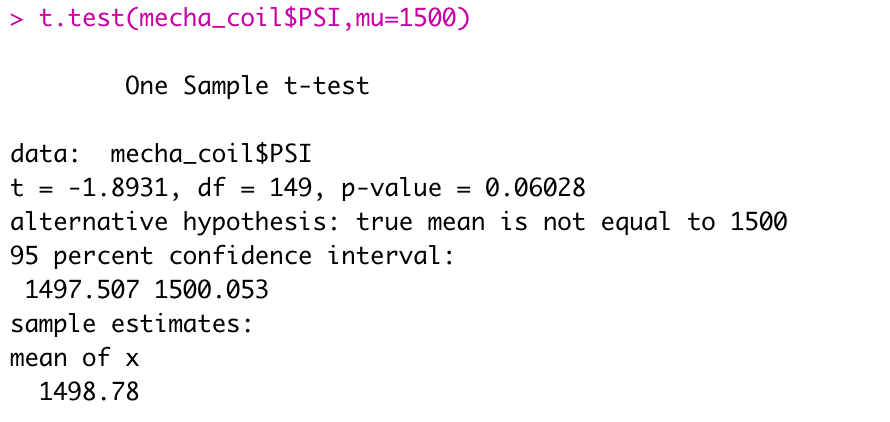 > t.test(mecha_coil$PSI,mu=1500)
One Sample t-test
data:  mecha_coil$PSI
t = -1.8931, df = 149, p-value = 0.06028
alternative hypothesis: true mean is not equal to 1500
95 percent confidence interval:
1497.507 1500.053
sample estimates:
mean of x
1498.78